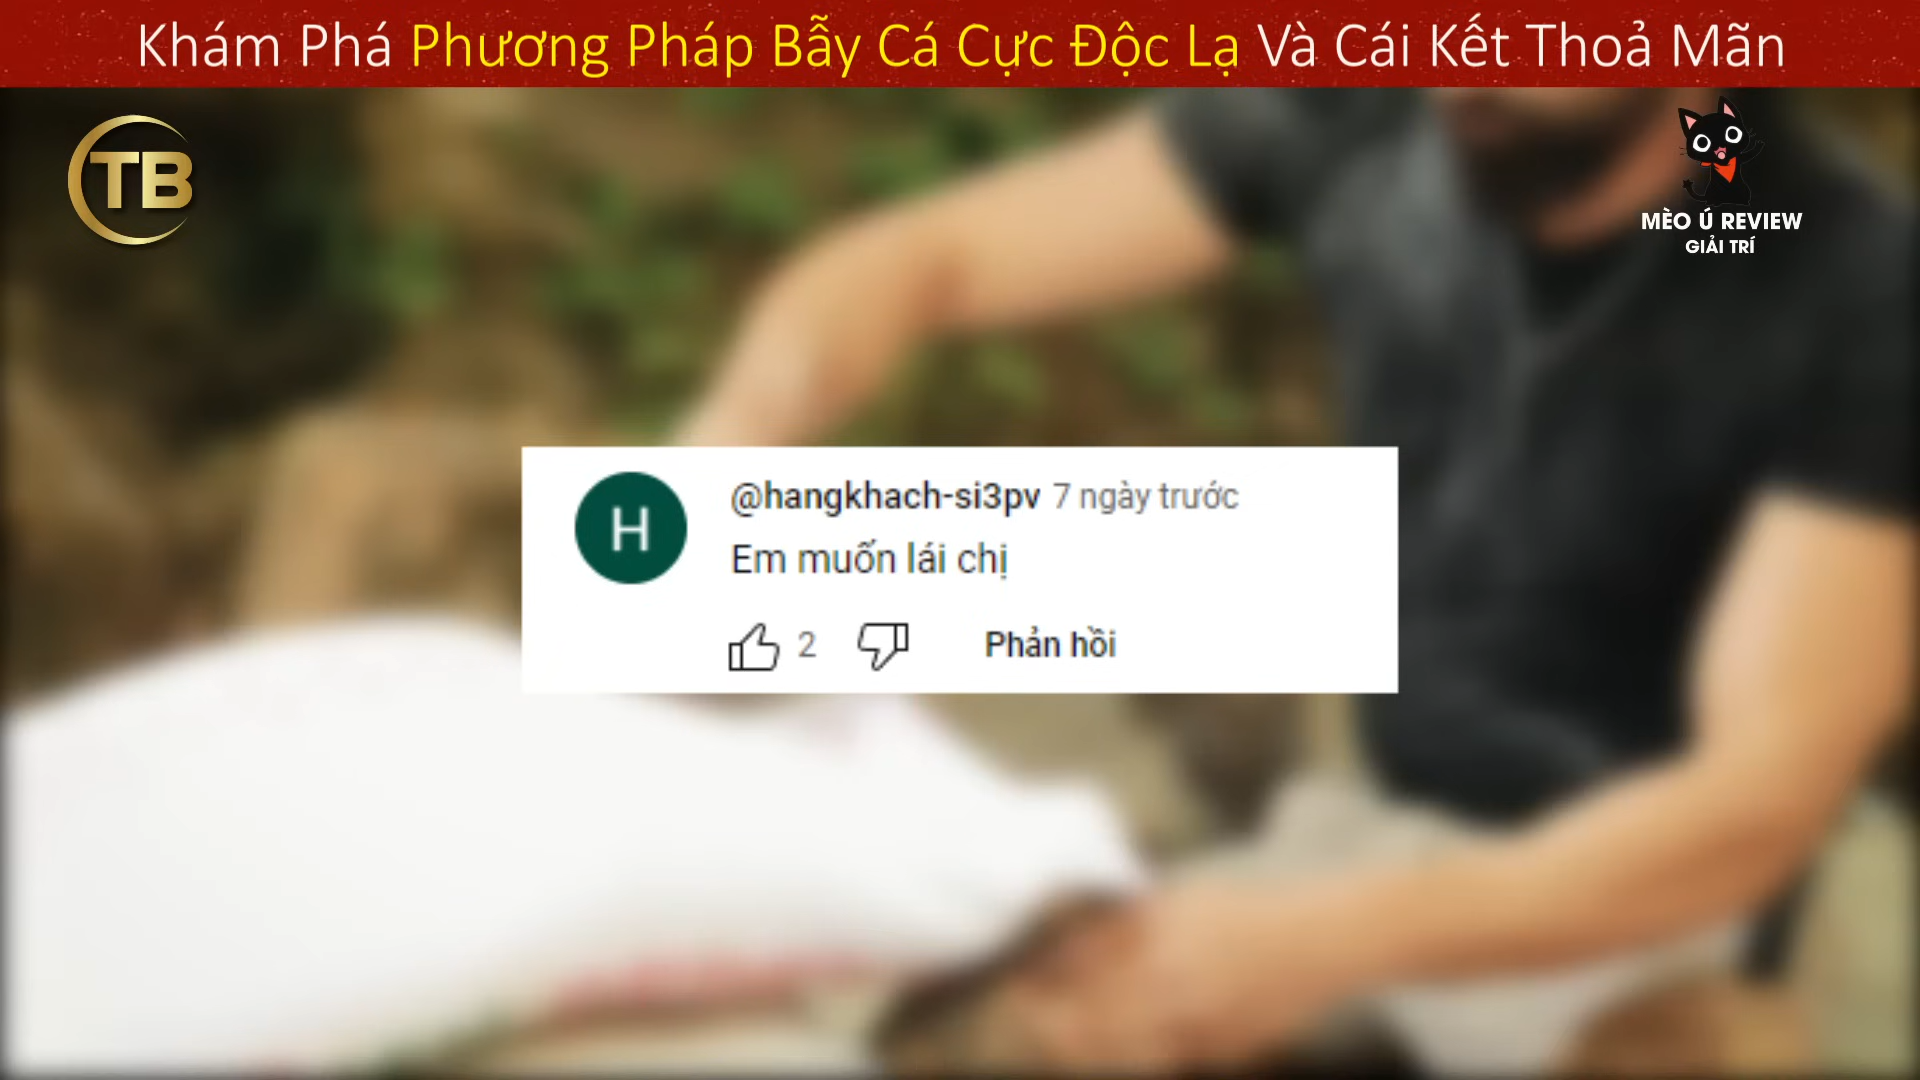 Khám Phá Phương Pháp Bẫy Cá Cực Độc Lạ Và Cái Kết Thoả Mãn
TB
MÈO Ú REVIEW
GIẢI TRÍ
H
@hangkhach-si3pv 7 ngày trước
Em muốn lái chị
2
Phản hồi